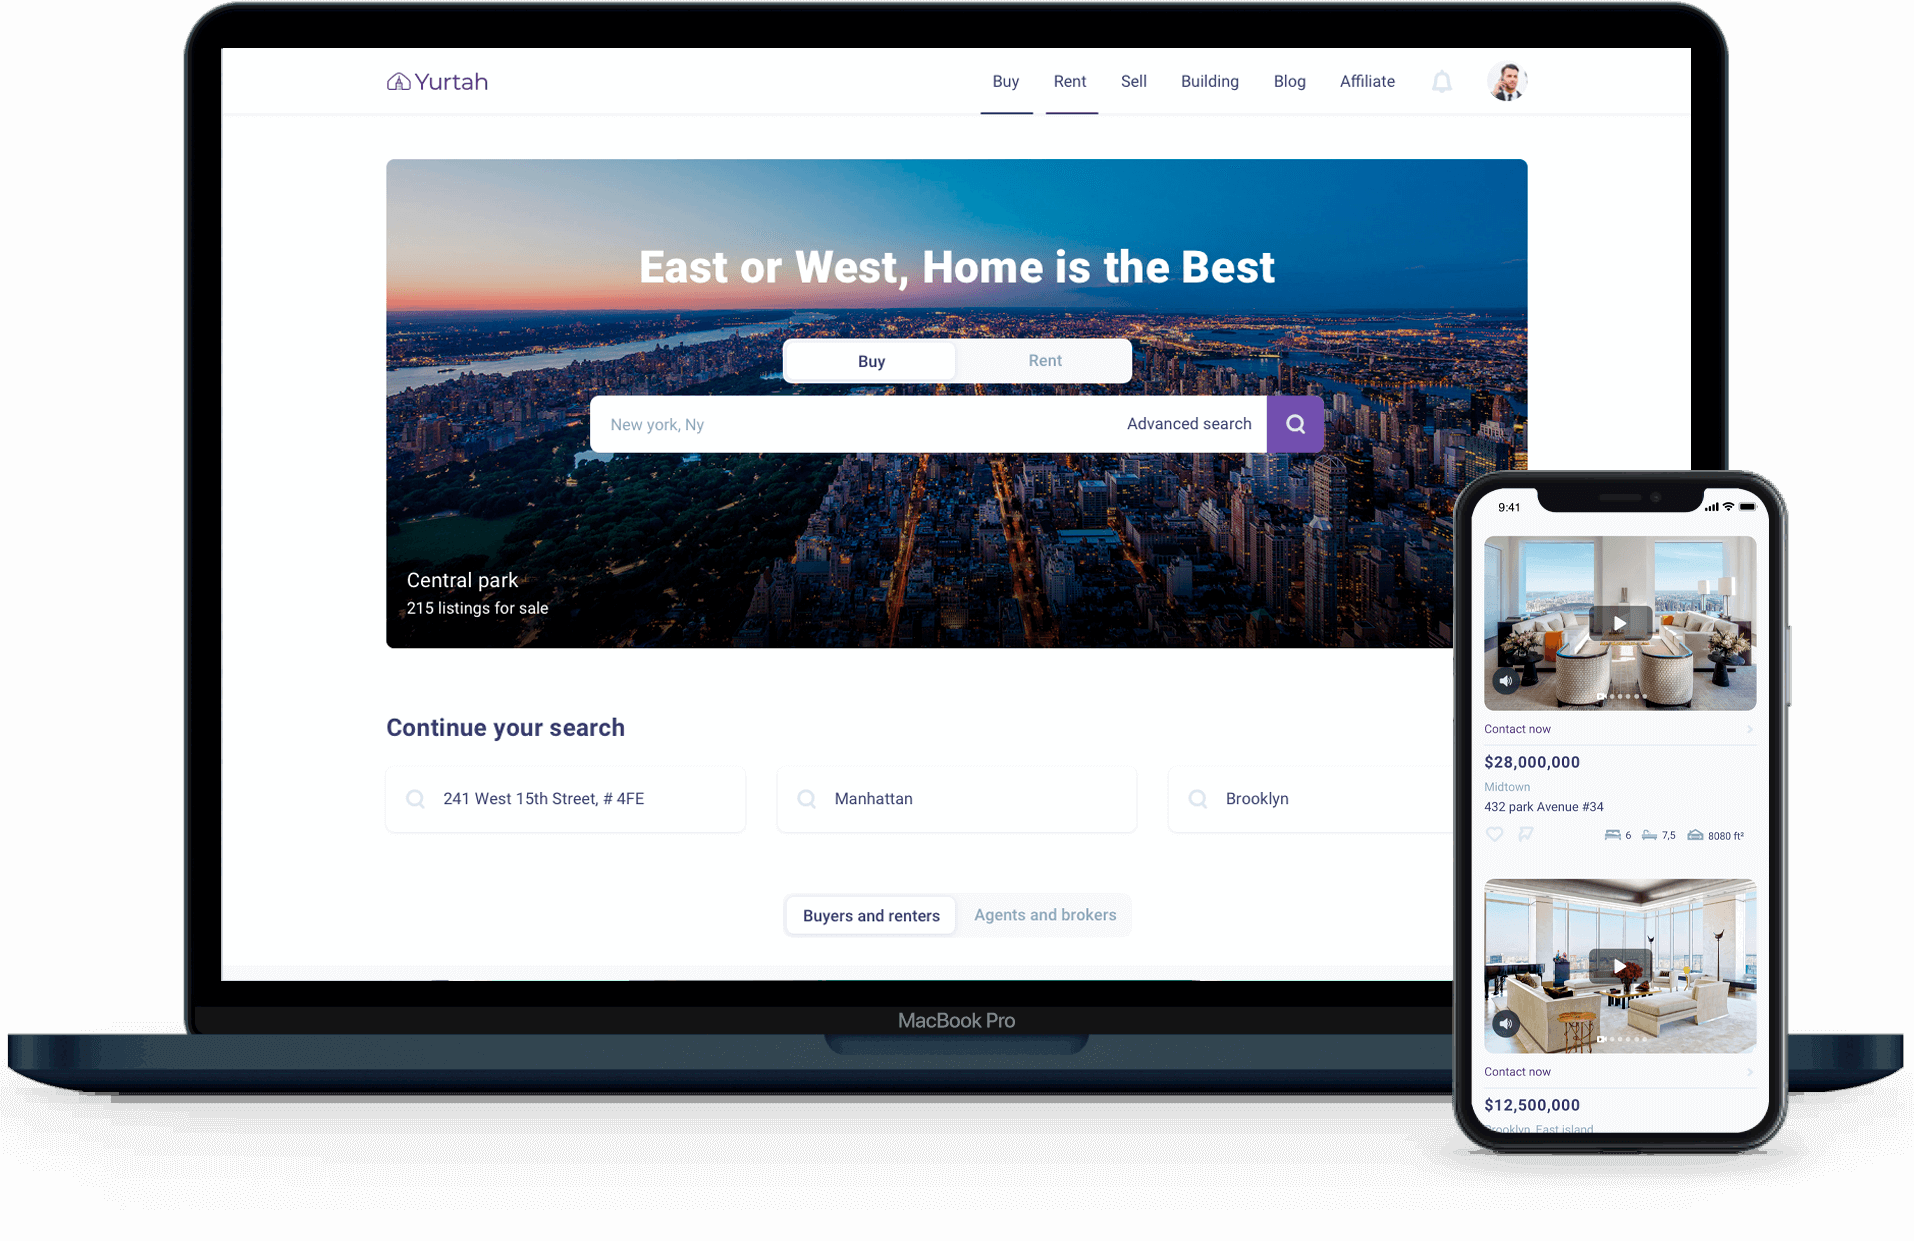 Yurtah
Buy Rent Sell Building Blog Affiliate
East or West, Home is the Best
Buy Rent
New york, Ny Advanced search
Central park
215 listings for sale
Continue your search
241 West 15th Street, # 4FE
Manhattan
Brooklyn
Buyers and renters Agents and brokers
MacBook Pro
9:41
Contact now
$28,000,000
Midtown
432 park Avenue #34
6 7,5 8080 ft²
Contact now
$12,500,000
Brooklyn, East island